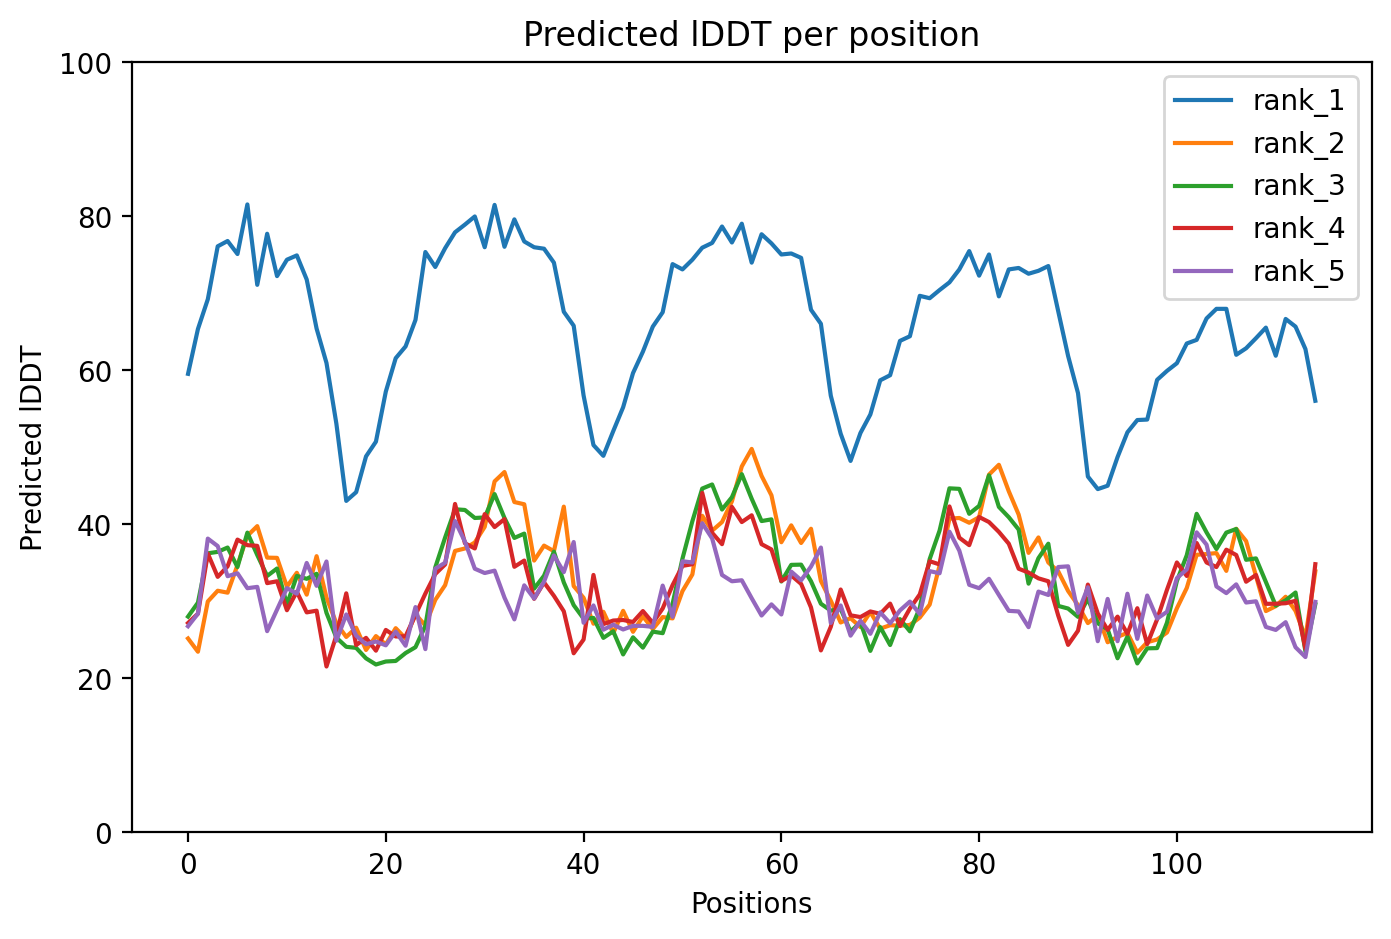 Predicted lDDT per position
100
80
60
40
20
0
Predicted lDDT
rank_1
rank_2
rank_3
rank_4
rank_5
0 20 40 60 80 100
Positions